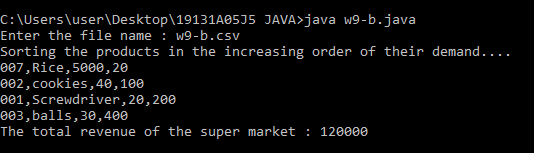 C:\Users\user\Desktop\19131A05J5 JAVA>java w9-b.java
Enter the file name : w9-b.csv
Sorting the products in the increasing order of their demand....
007,Rice,5000,20
002,cookies,40,100
001,Screwdriver,20,200
003,balls,30,400
The total revenue of the super market : 120000